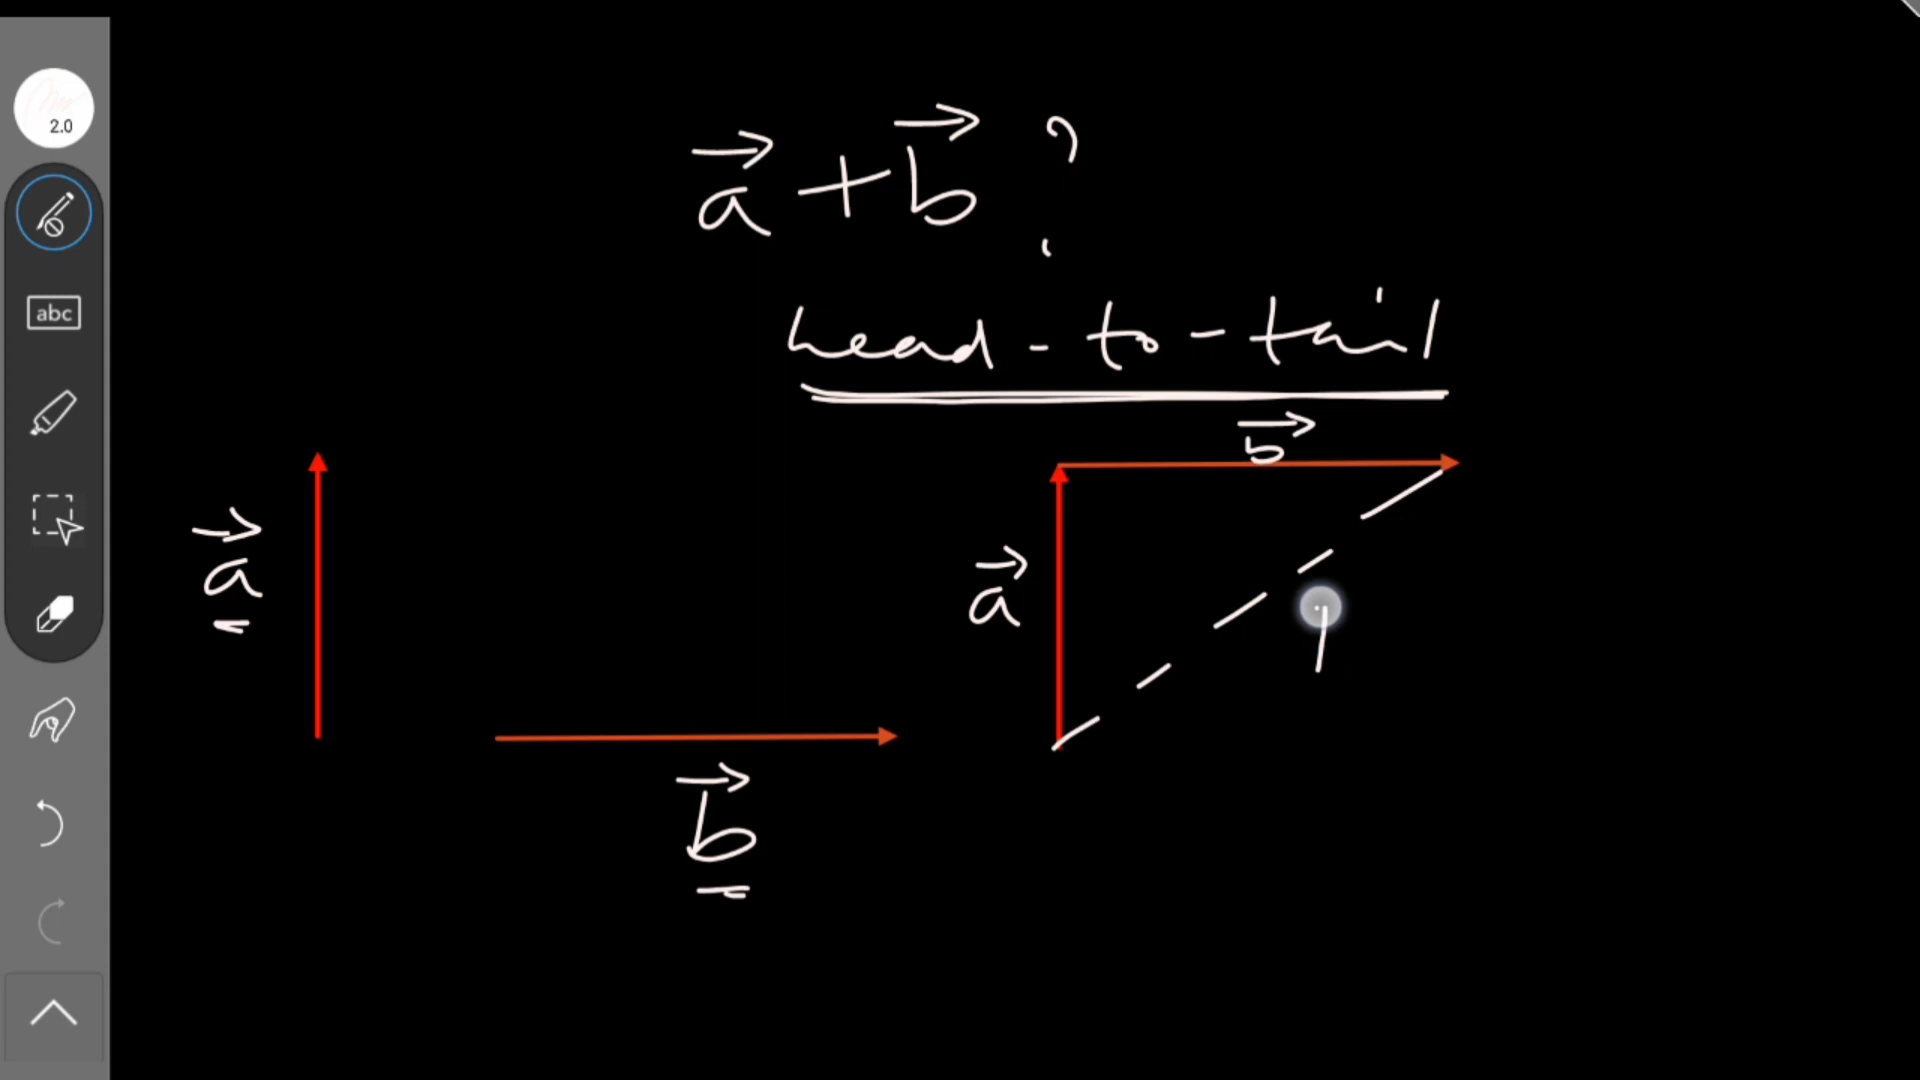 2.0
abc
a⃗ + b⃗ ?
head-to-tail
b⃗
a⃗
a⃗
b⃗